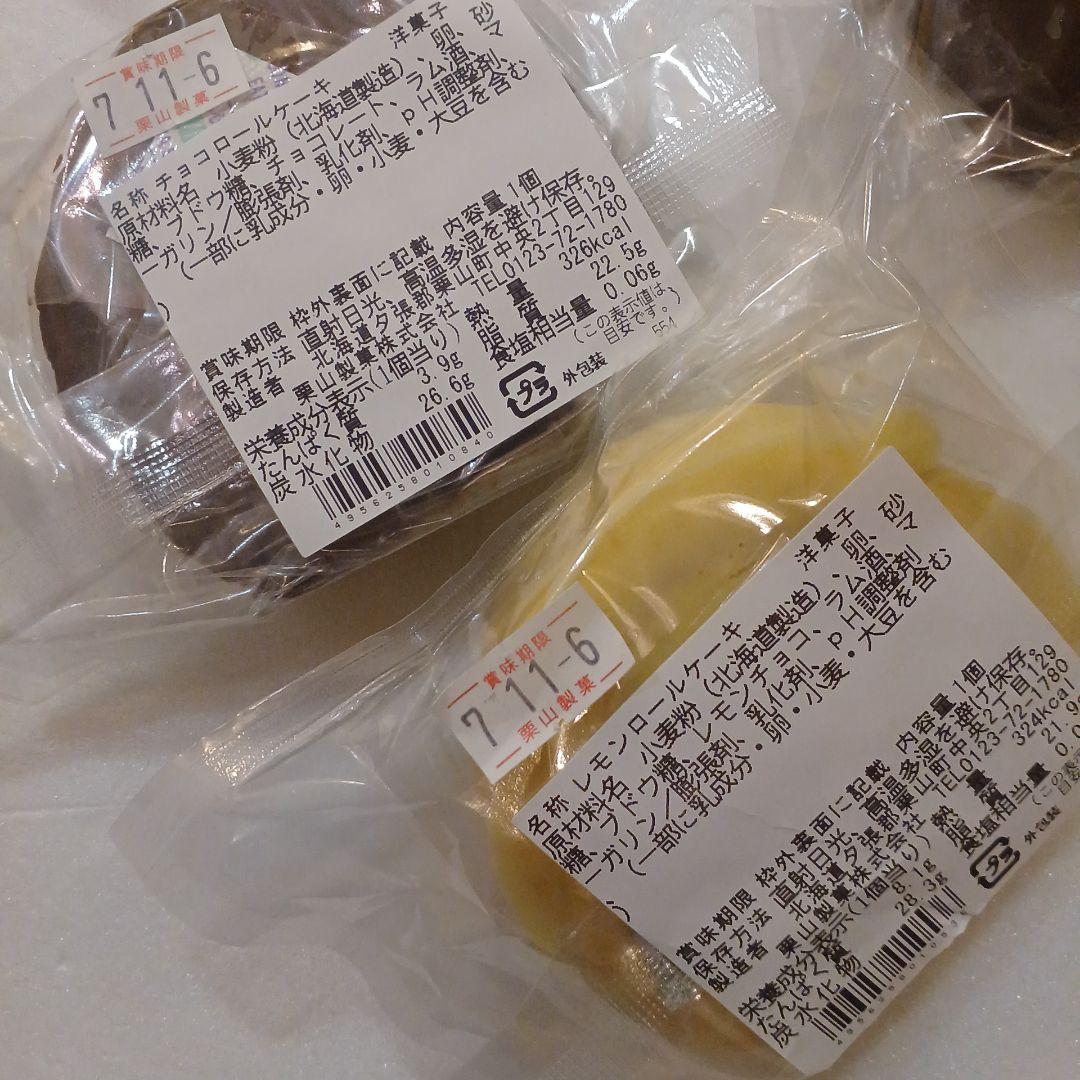 賞味期限
7 11-6
栗山製菓
名称 チョコロールケーキ 洋菓子
原材料名 小麦粉(北海道製造)、卵、砂
糖、ブドウ糖、チョコレート、ラム酒、マ
ーガリン/膨張剤、乳化剤、pH調整剤、
(一部に乳成分・卵・小麦・大豆を含む
)
賞味期限 枠外裏面に記載 内容量 1個
保存方法 直射日光、高温多湿を避け保存。
製造者 北海道夕張郡栗山町中央2丁目129
栗山製菓株式会社 TEL0123-72-1780
栄養成分表示(1個当り) 熱量 326kcal
たんぱく質 3.9g 脂質 22.5g
炭水化物 26.6g 食塩相当量 0.06g
(この表示値は、
目安です。)
554
プラ 外包装
4956258010840
賞味期限
7 11-6
栗山製菓
名称 レモンロールケーキ 洋菓子
原材料名 小麦粉(北海道製造)、卵、砂
糖、ブドウ糖、レモンチョコ、ラム酒、マ
ーガリン/膨張剤、乳化剤、pH調整剤
(一部に乳成分・卵・小麦・大豆を含む
)
賞味期限 枠外裏面に記載 内容量 1個
保存方法 直射日光、高温多湿を避け保存。
製造者 北海道夕張郡栗山町中央2丁目129
栗山製菓株式会社 TEL0123-72-1780
栄養成分表示(1個当り) 熱量 324kcal
たんぱく質 8.1g 脂質 21.9
炭水化物 28.3g 食塩相当量 0.0
(この表
目安
プラ 外包装